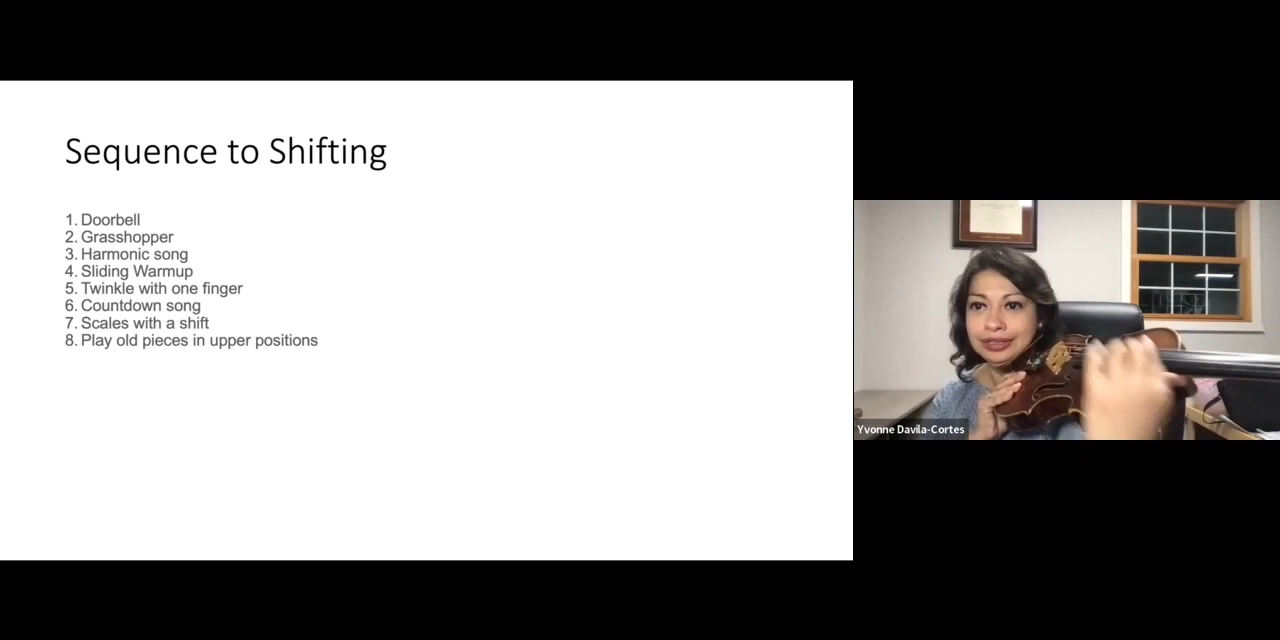 Sequence to Shifting
1. Doorbell
2. Grasshopper
3. Harmonic song
4. Sliding Warmup
5. Twinkle with one finger
6. Countdown song
7. Scales with a shift
8. Play old pieces in upper positions
Yvonne Davila-Cortes